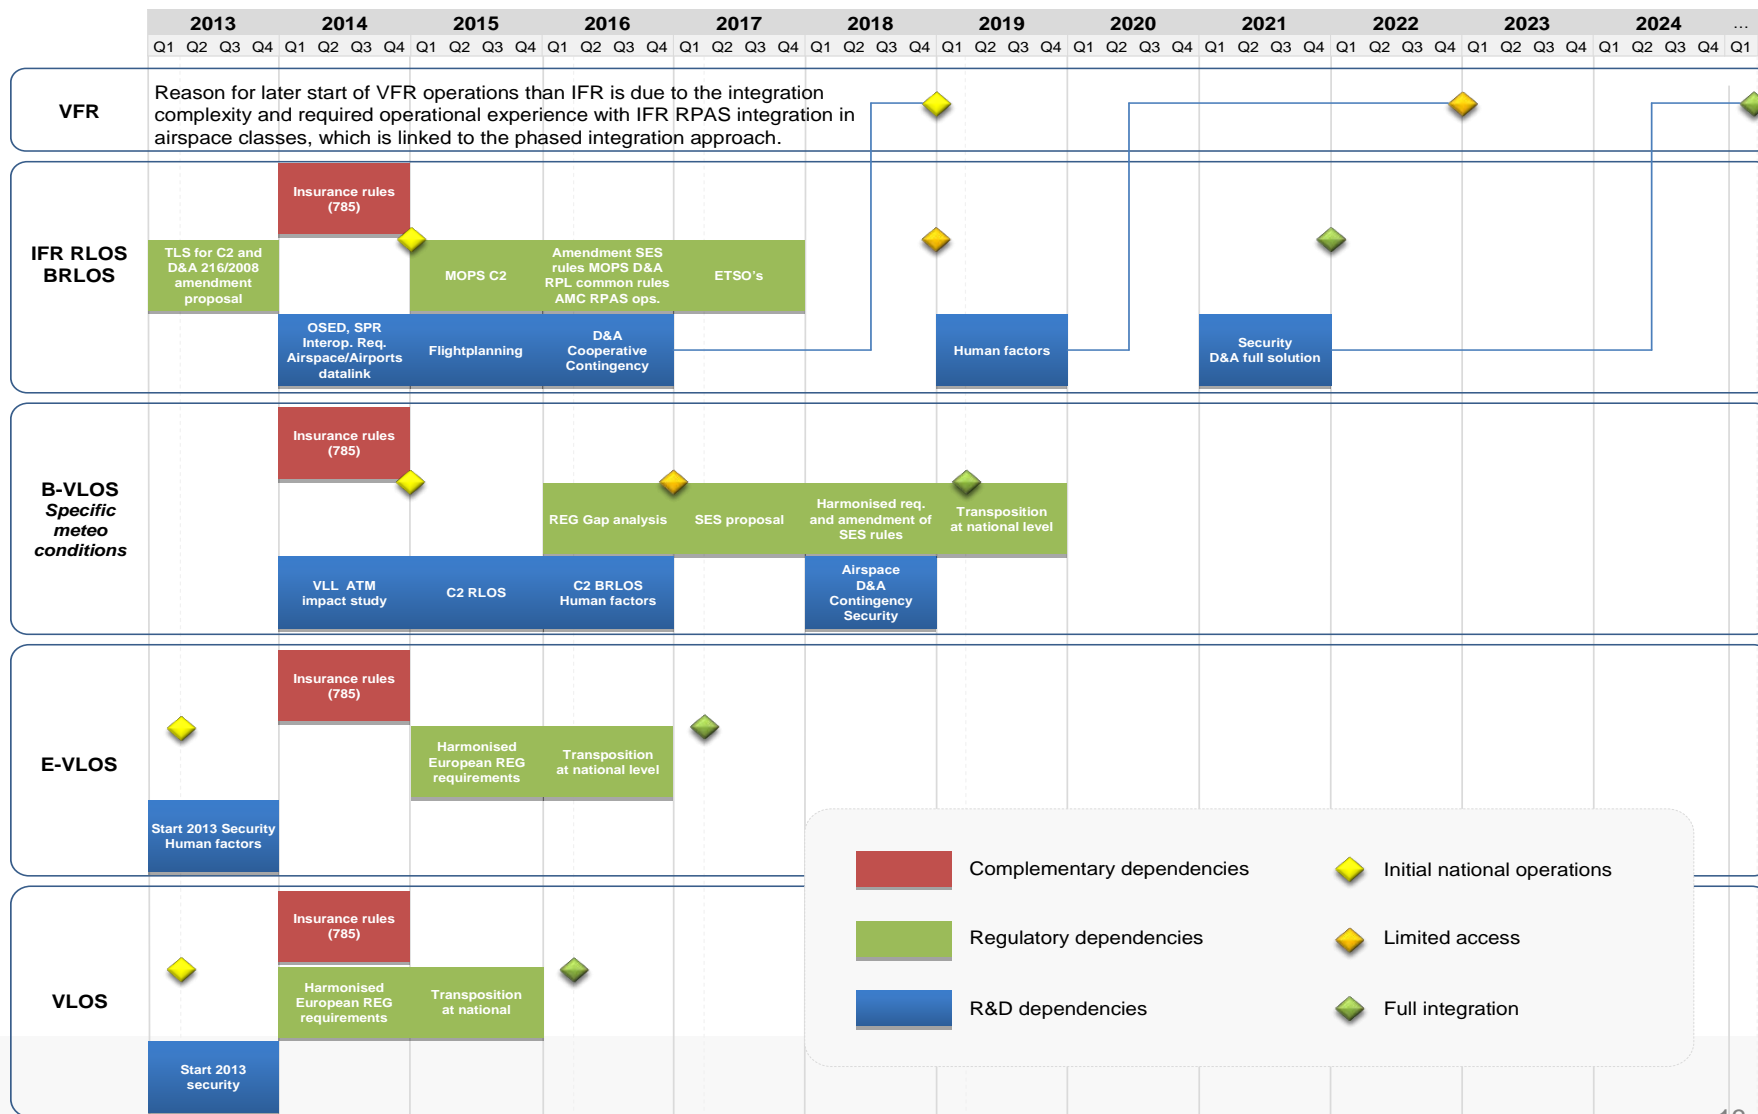 2013 2014 2015 2016 2017 2018 2019 2020 2021 2022 2023 2024 ...
Q1 Q2 Q3 Q4 Q1 Q2 Q3 Q4 Q1 Q2 Q3 Q4 Q1 Q2 Q3 Q4 Q1 Q2 Q3 Q4 Q1 Q2 Q3 Q4 Q1 Q2 Q3 Q4 Q1 Q2 Q3 Q4 Q1 Q2 Q3 Q4 Q1 Q2 Q3 Q4 Q1 Q2 Q3 Q4 Q1 Q2 Q3 Q4 Q1
VFR
Reason for later start of VFR operations than IFR is due to the integration
complexity and required operational experience with IFR RPAS integration in
airspace classes, which is linked to the phased integration approach.
IFR RLOS
BRLOS
Insurance rules
(785)
TLS for C2 and
D&A 216/2008
amendment
proposal
MOPS C2
Amendment SES
rules MOPS D&A
RPL common rules
AMC RPAS ops.
ETSO's
OSED, SPR
Interop. Req.
Airspace/Airports
datalink
Flightplanning
D&A
Cooperative
Contingency
Human factors
Security
D&A full solution
B-VLOS
Specific
meteo
conditions
Insurance rules
(785)
REG Gap analysis
SES proposal
Harmonised req.
and amendment of
SES rules
Transposition
at national level
VLL ATM
impact study
C2 RLOS
C2 BRLOS
Human factors
Airspace
D&A
Contingency
Security
E-VLOS
Insurance rules
(785)
Harmonised
European REG
requirements
Transposition
at national level
Start 2013 Security
Human factors
VLOS
Insurance rules
(785)
Harmonised
European REG
requirements
Transposition
at national
Start 2013
security
Complementary dependencies
Regulatory dependencies
R&D dependencies
Initial national operations
Limited access
Full integration